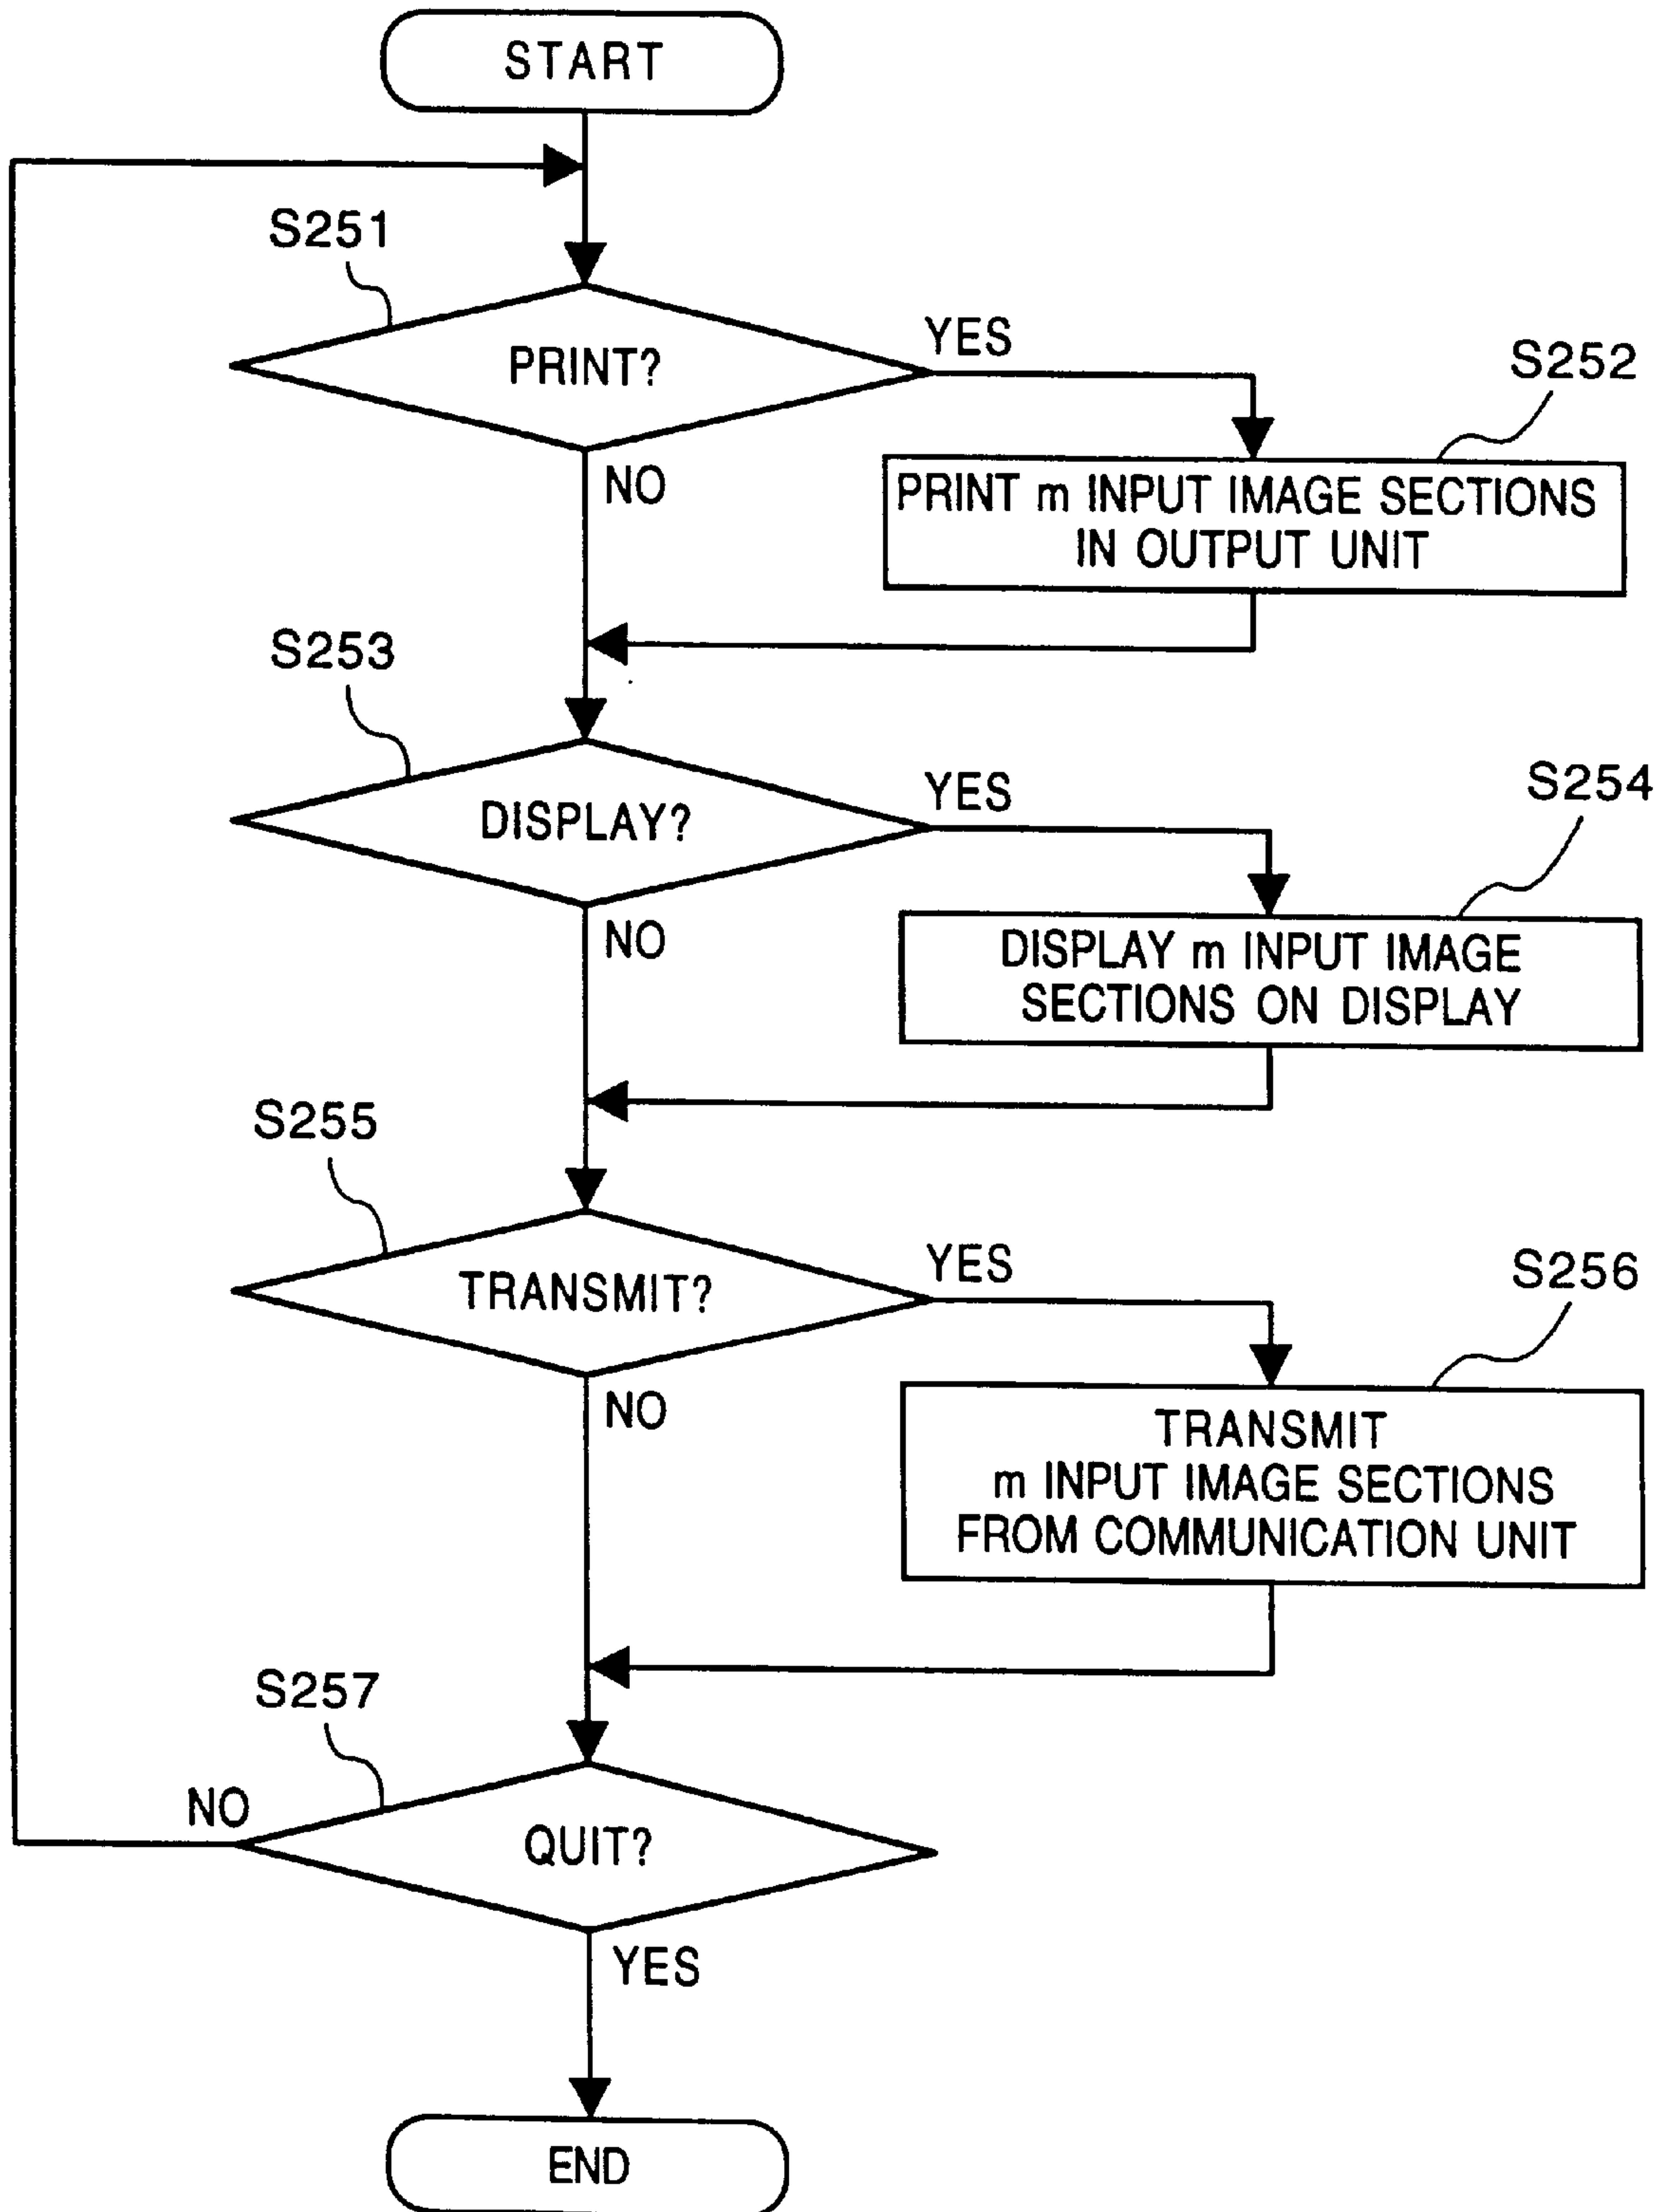 START
S251
PRINT?
YES
S252
NO
PRINT m INPUT IMAGE SECTIONS
IN OUTPUT UNIT
S253
DISPLAY?
YES
S254
NO
DISPLAY m INPUT IMAGE
SECTIONS ON DISPLAY
S255
TRANSMIT?
YES
S256
NO
TRANSMIT
m INPUT IMAGE SECTIONS
FROM COMMUNICATION UNIT
S257
NO
QUIT?
YES
END